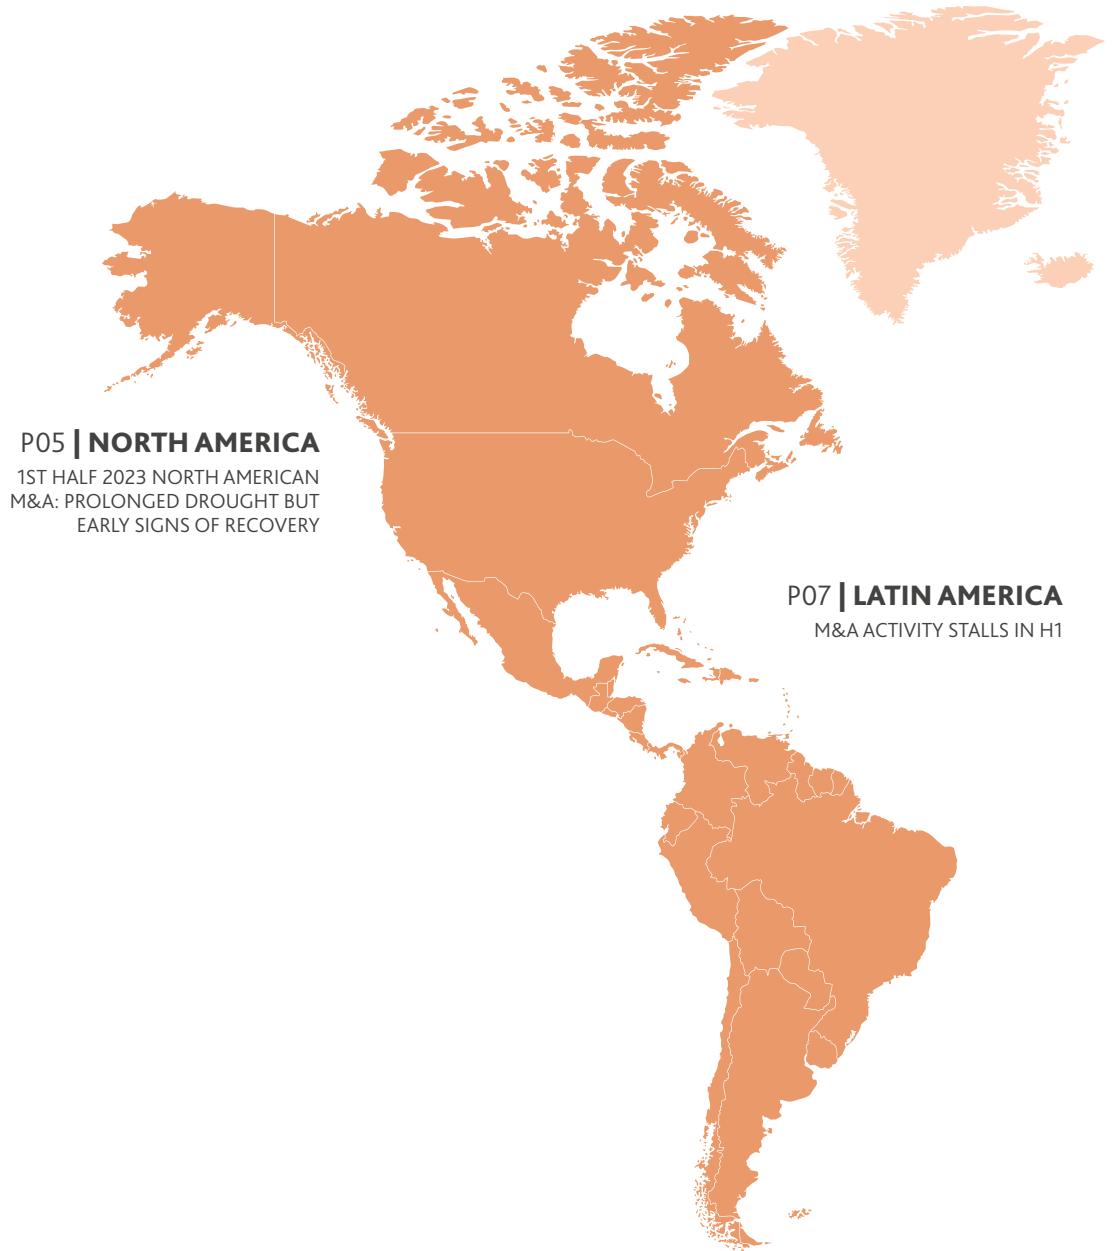 P05 | NORTH AMERICA
1ST HALF 2023 NORTH AMERICAN
M&A: PROLONGED DROUGHT BUT
EARLY SIGNS OF RECOVERY
P07 | LATIN AMERICA
M&A ACTIVITY STALLS IN H1